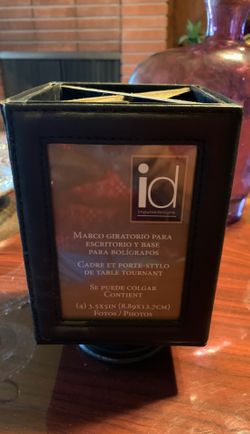 id
impulse designs
MARCO GIRATORIO PARA
ESCRITORIO Y BASE
PARA BOLÍGRAFOS
CADRE ET PORTE-STYLO
DE TABLE TOURNANT
SE PUEDE COLGAR
CONTIENT
(4) 3.5X5IN (8.89X12.7CM)
FOTOS / PHOTOS